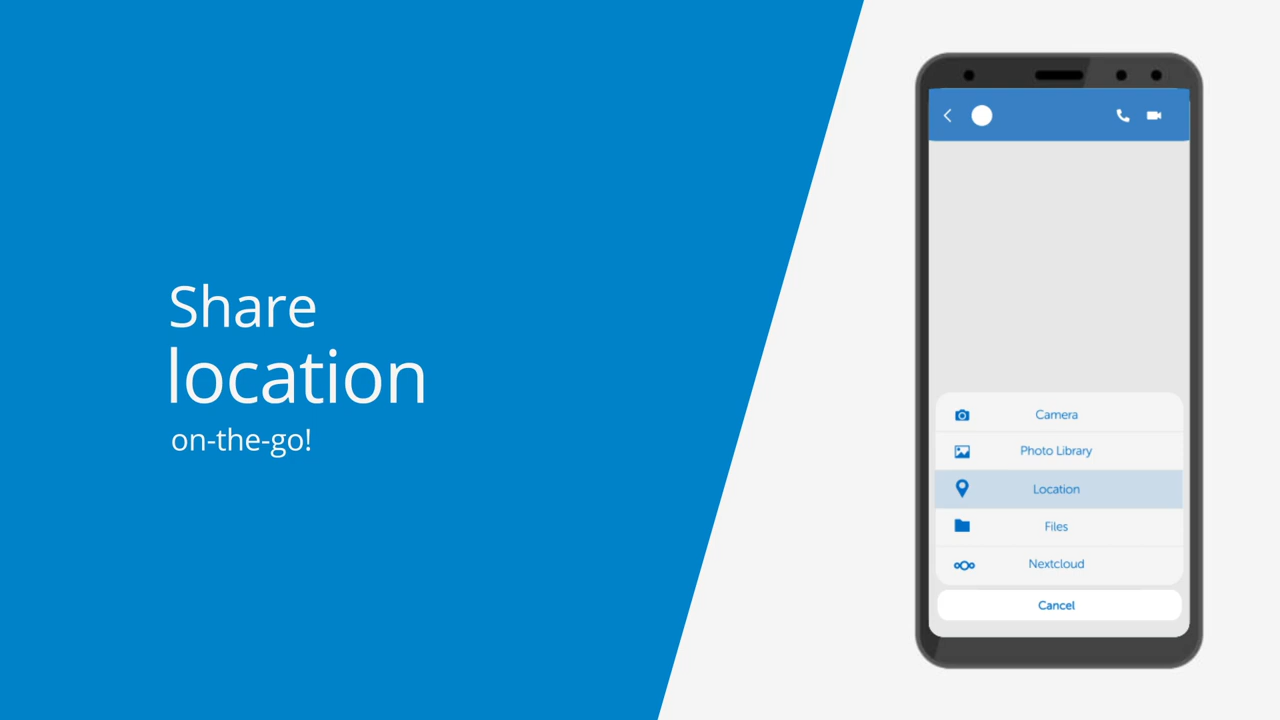 Share
location
on-the-go!
Camera
Photo Library
Location
Files
Nextcloud
Cancel